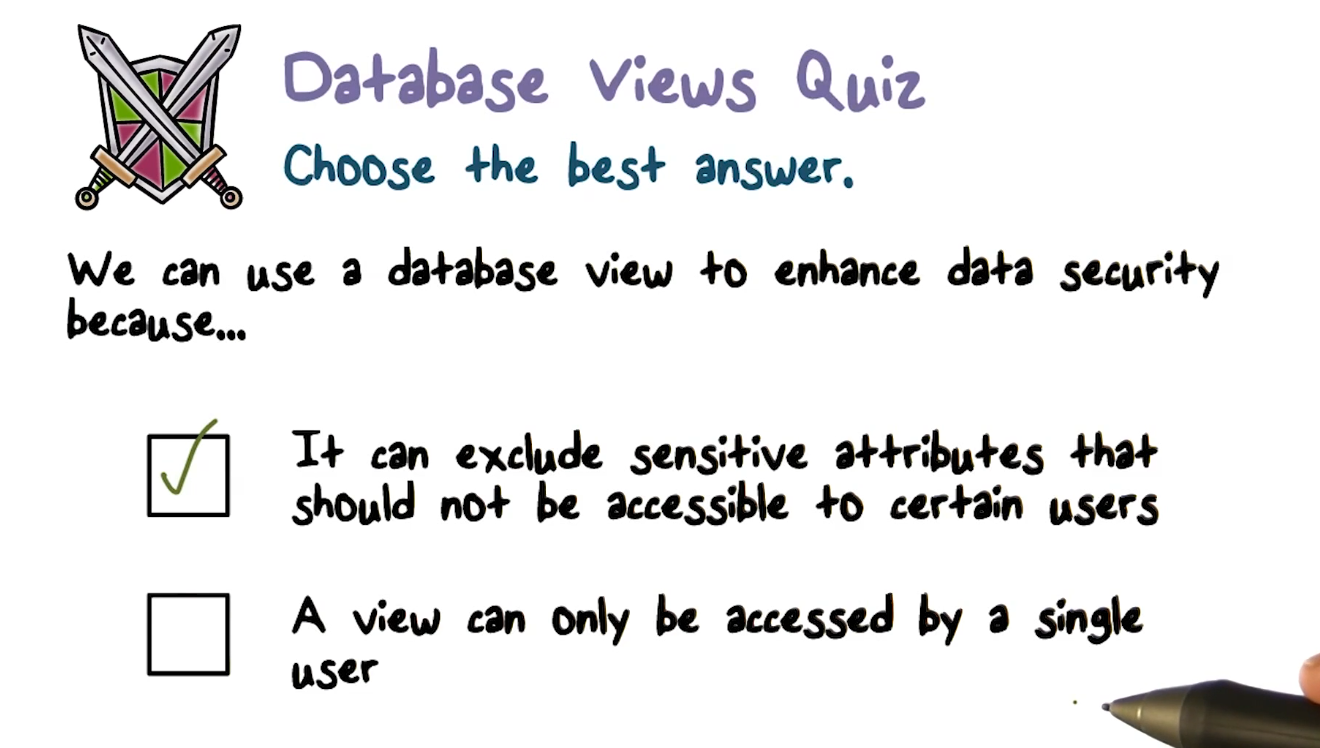 Database Views Quiz
Choose the best answer.
We can use a database view to enhance data security
because...
It can exclude sensitive attributes that
should not be accessible to certain users
A view can only be accessed by a single
user